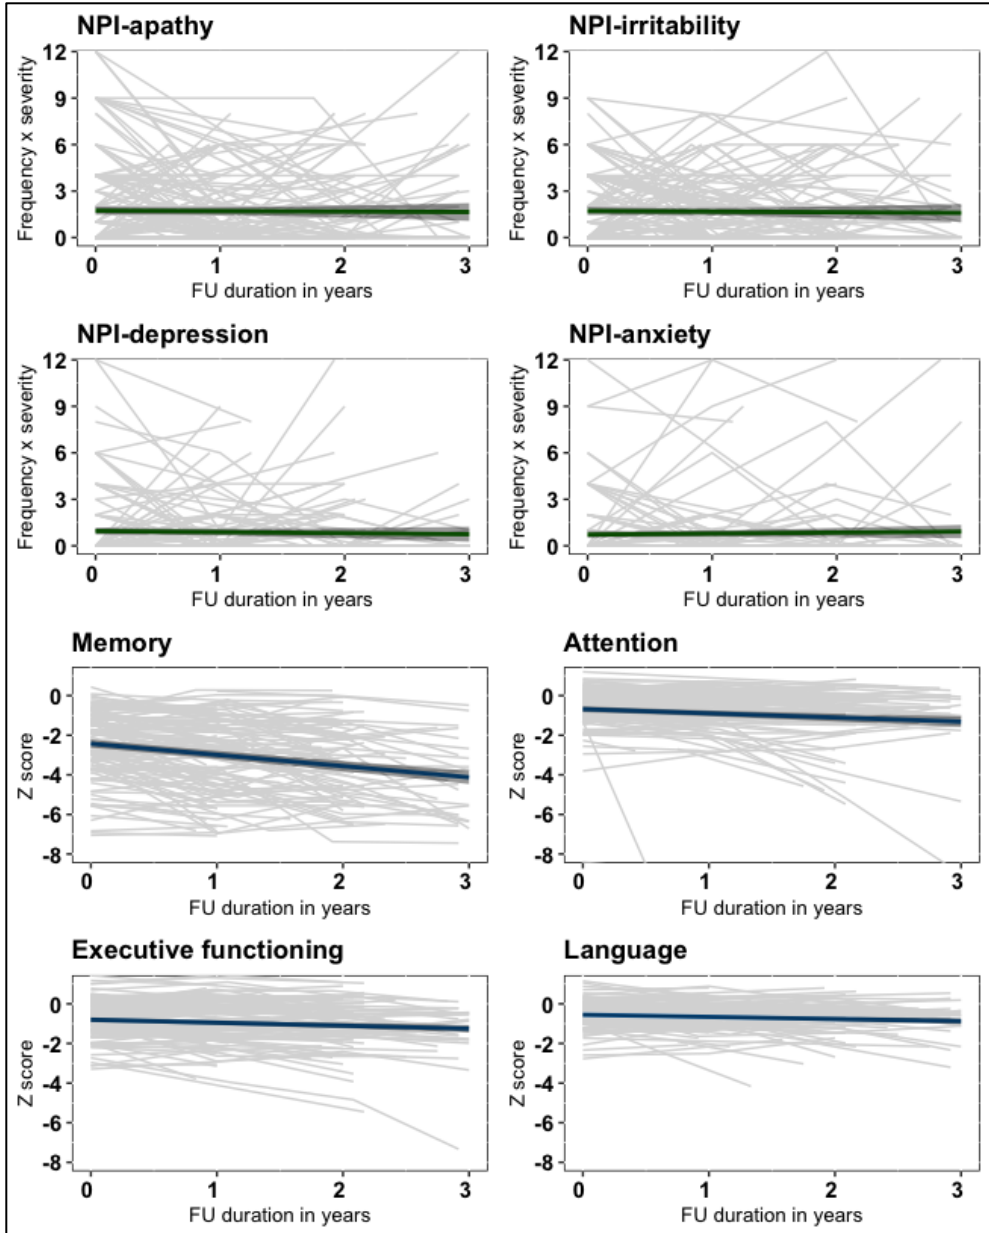 NPI-apathy
Frequency x severity
12
9
6
3
0
0 1 2 3
FU duration in years
NPI-irritability
Frequency x severity
12
9
6
3
0
0 1 2 3
FU duration in years
NPI-depression
Frequency x severity
12
9
6
3
0
0 1 2 3
FU duration in years
NPI-anxiety
Frequency x severity
12
9
6
3
0
0 1 2 3
FU duration in years
Memory
Z score
0
-2
-4
-6
-8
0 1 2 3
FU duration in years
Attention
Z score
0
-2
-4
-6
-8
0 1 2 3
FU duration in years
Executive functioning
Z score
0
-2
-4
-6
-8
0 1 2 3
FU duration in years
Language
Z score
0
-2
-4
-6
-8
0 1 2 3
FU duration in years